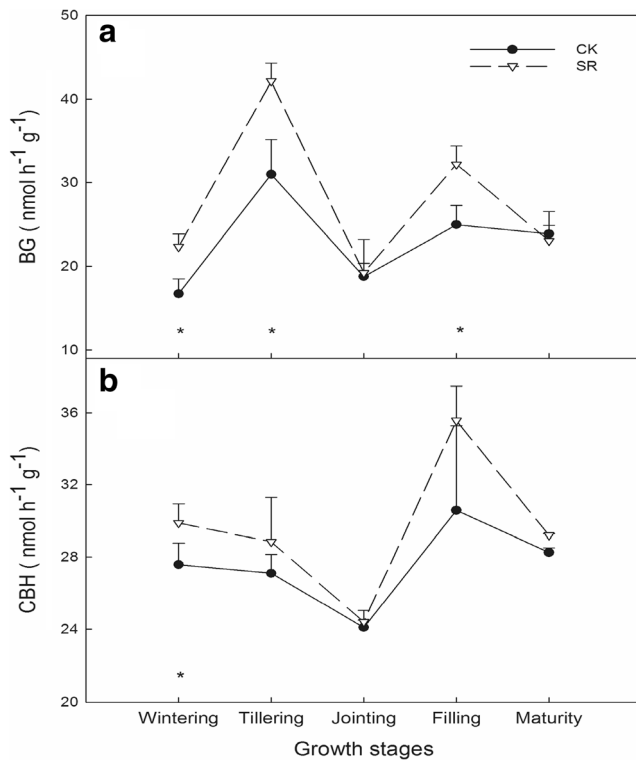 a
50
40
30
20
10
BG ( nmol h⁻¹ g⁻¹)
CK
SR
* * *
b
36
32
28
24
20
CBH ( nmol h⁻¹ g⁻¹)
*
Wintering Tillering Jointing Filling Maturity
Growth stages